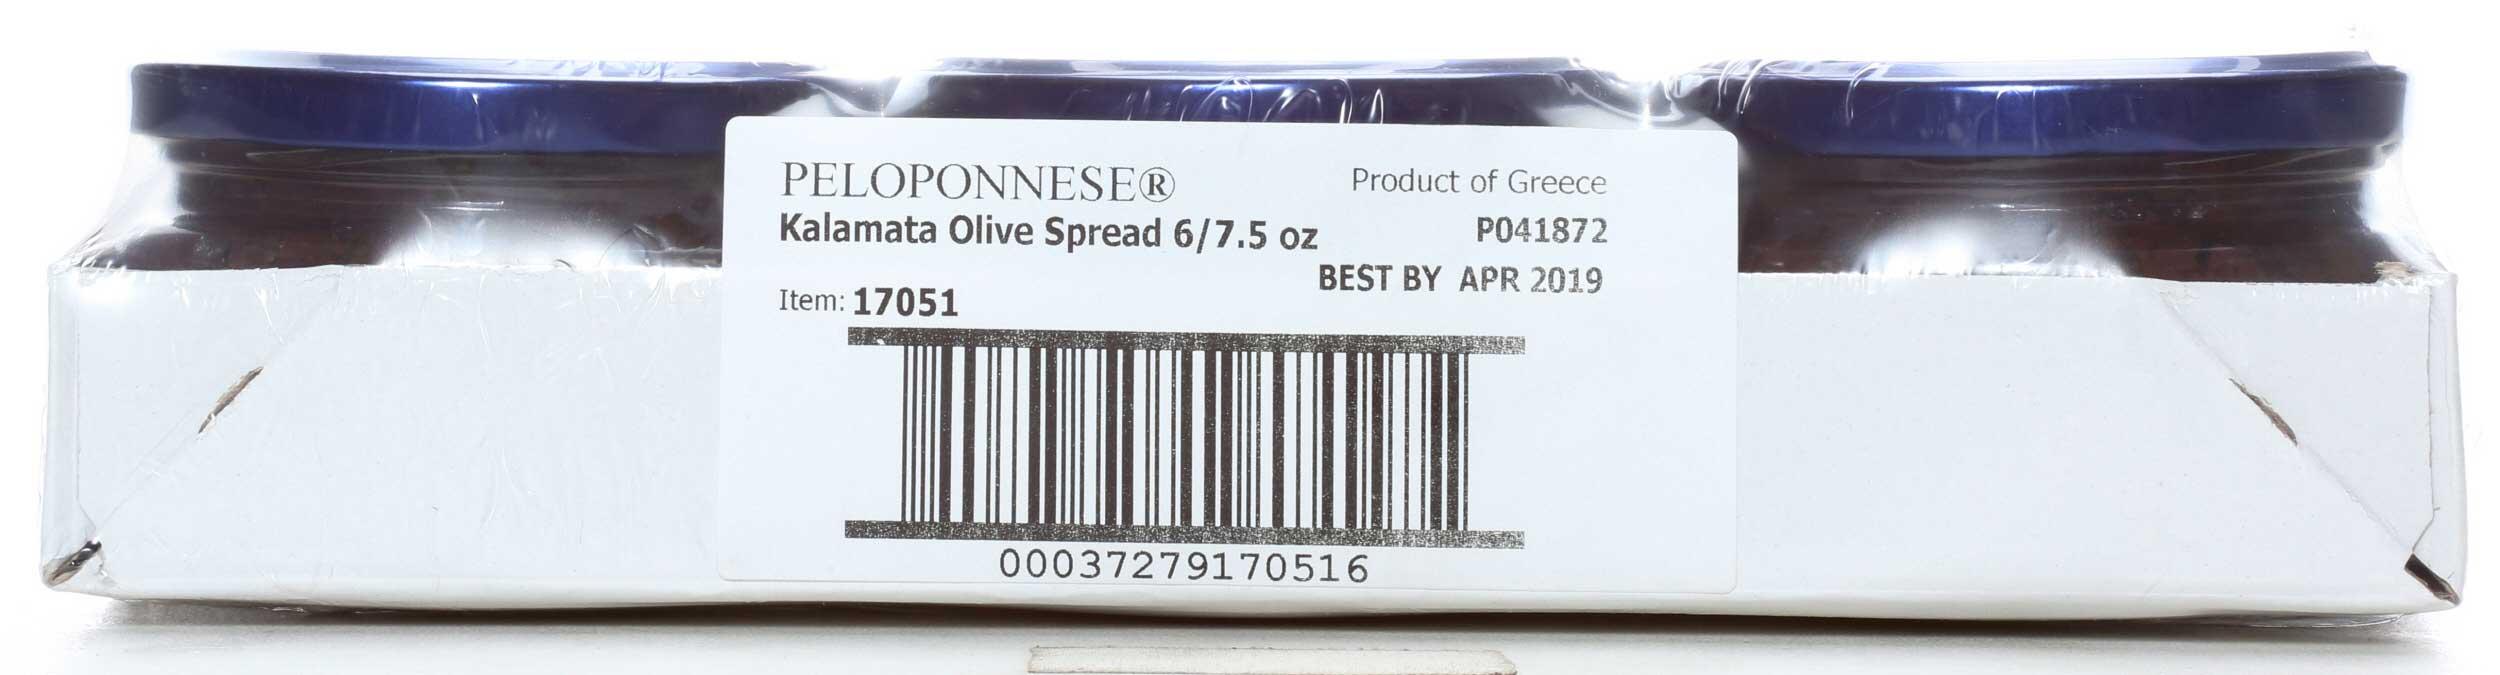 PELOPONNESE®
Product of Greece
Kalamata Olive Spread 6/7.5 oz
P041872
BEST BY APR 2019
Item: 17051
00037279170516